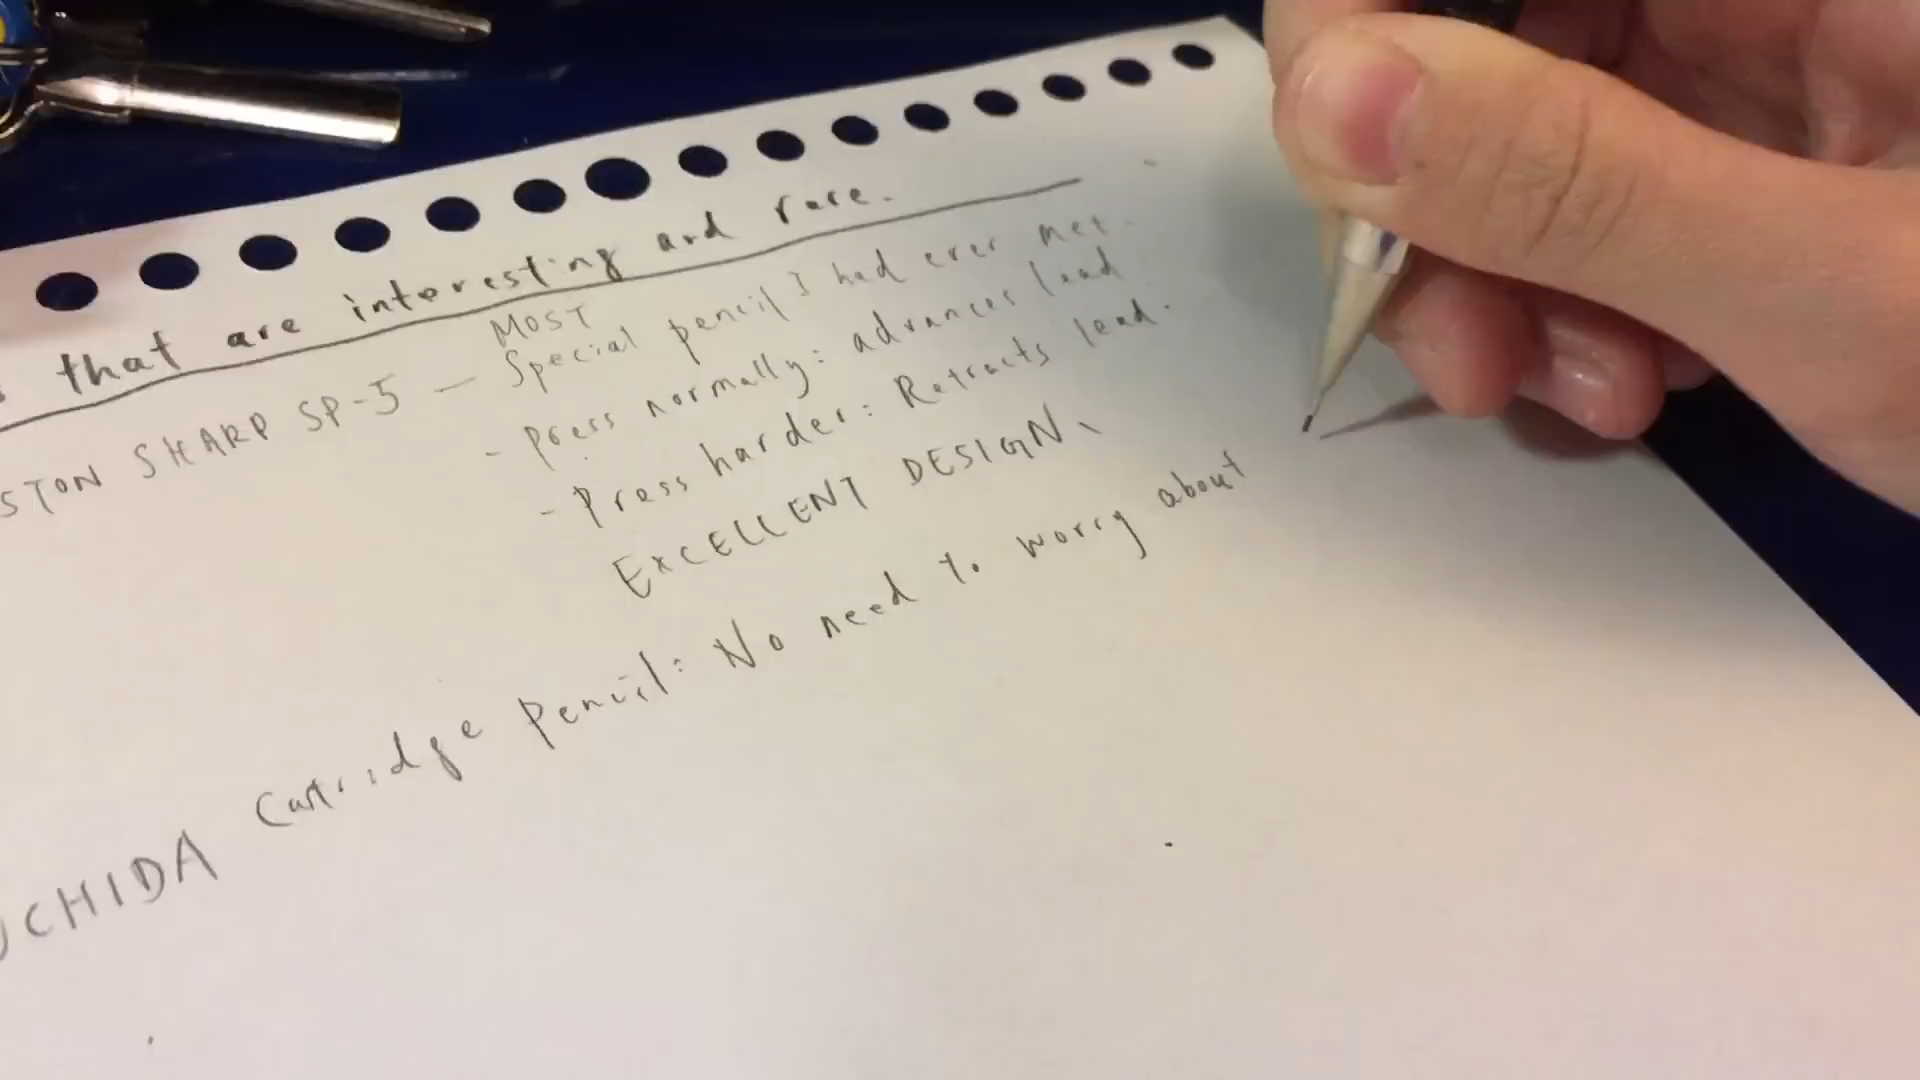 that are interesting and rare.
MOST
STON SHARP SP-5 — Special pencil I had ever met.
- Press normally: advances lead
- Press harder: Retracts lead.
EXCELLENT DESIGN.
UCHIDA Cartridge Pencil: No need to worry about